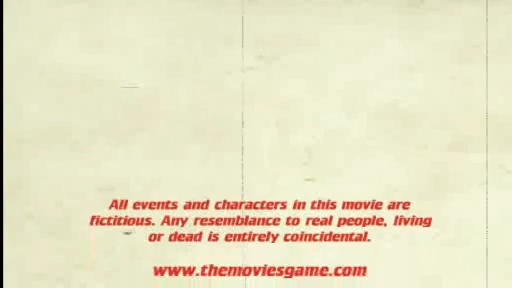 All events and characters in this movie are
fictitious. Any resemblance to real people, living
or dead is entirely coincidental.
www.themoviesgame.com